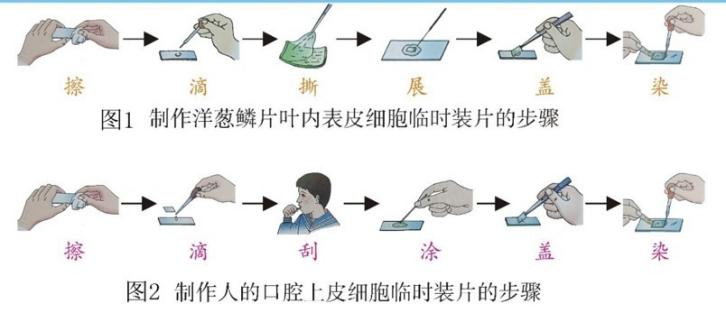 擦 滴 撕 展 盖 染
图1 制作洋葱鳞片叶内表皮细胞临时装片的步骤
擦 滴 刮 涂 盖 染
图2 制作人的口腔上皮细胞临时装片的步骤